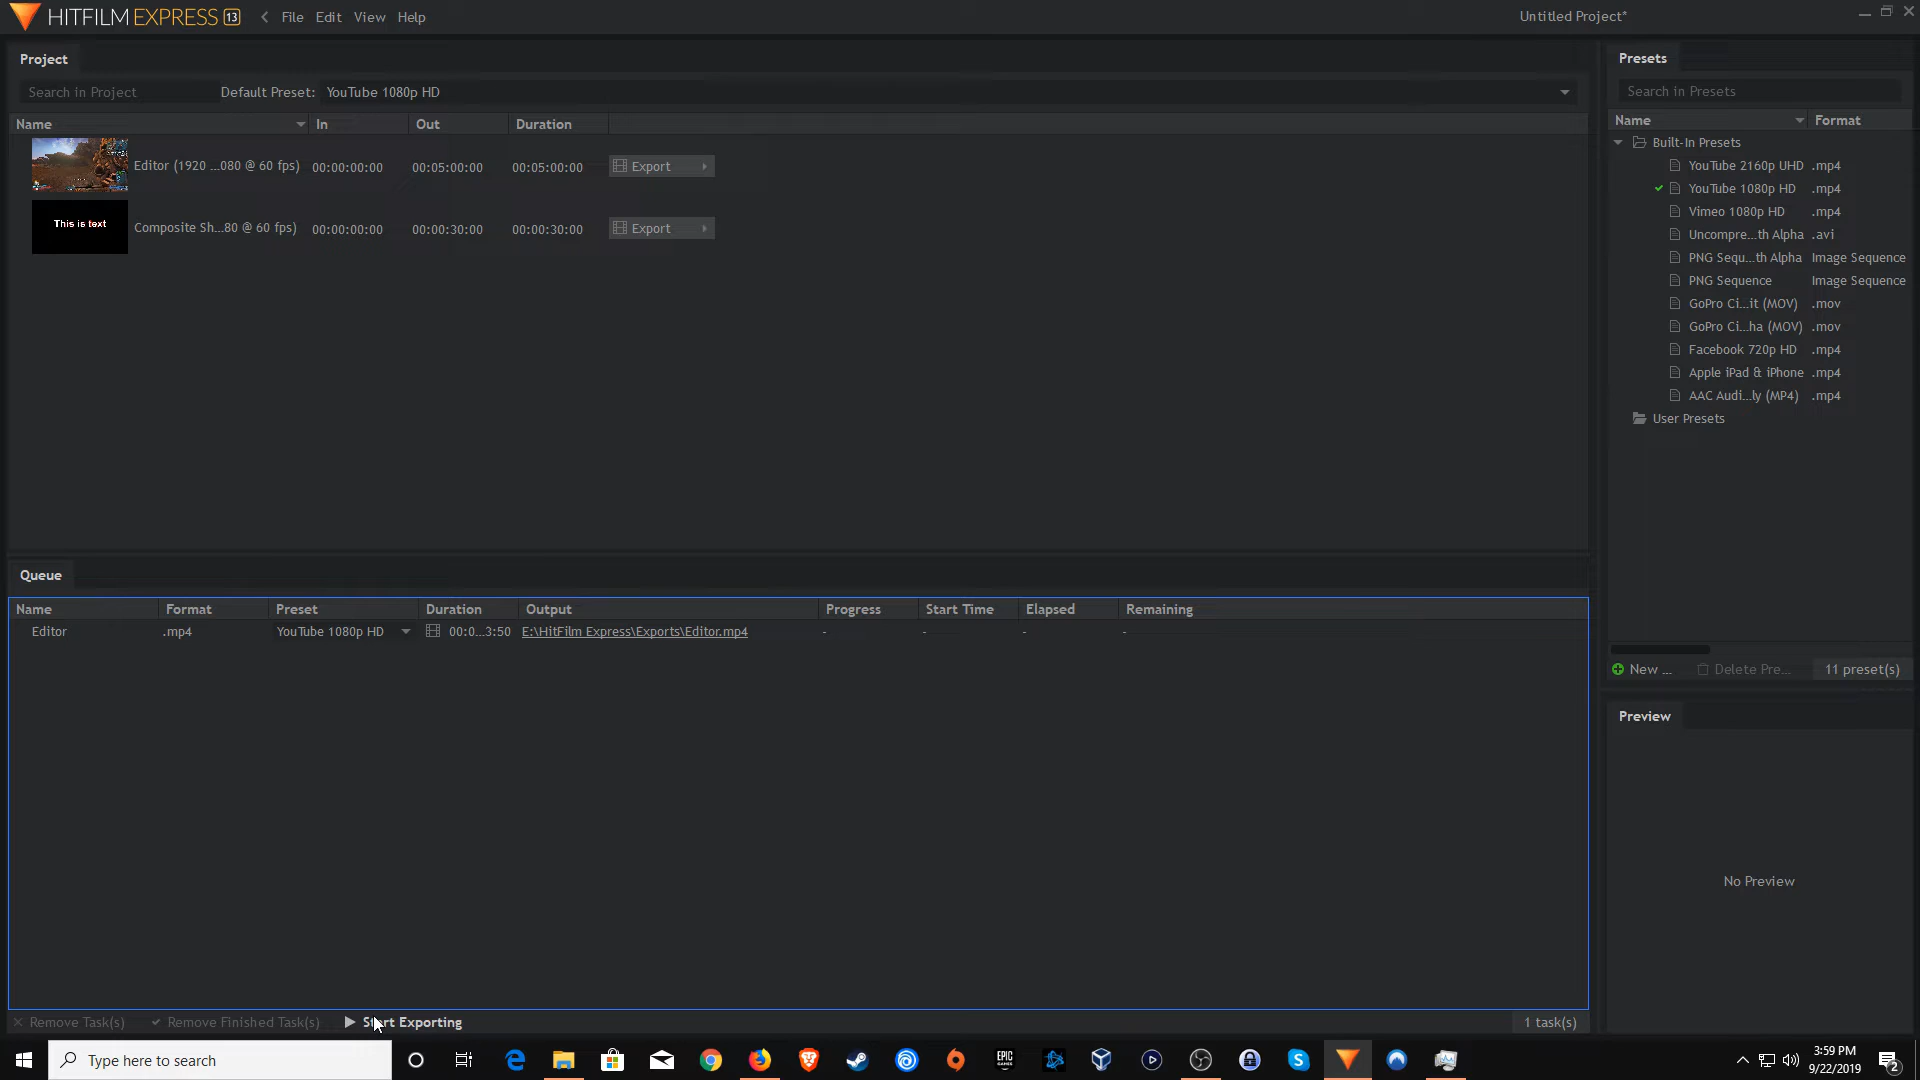 HITFILM EXPRESS 13 File Edit View Help Untitled Project*
Project
Search in Project Default Preset: YouTube 1080p HD
Name In Out Duration
Editor (1920 ...080 @ 60 fps) 00:00:00:00 00:05:00:00 00:05:00:00 Export
This is text
Composite Sh...80 @ 60 fps) 00:00:00:00 00:00:30:00 00:00:30:00 Export
Presets
Search in Presets
Name Format
Built-In Presets
YouTube 2160p UHD .mp4
YouTube 1080p HD .mp4
Vimeo 1080p HD .mp4
Uncompre...th Alpha .avi
PNG Sequ...th Alpha Image Sequence
PNG Sequence Image Sequence
GoPro Ci...it (MOV) .mov
GoPro Ci...ha (MOV) .mov
Facebook 720p HD .mp4
Apple iPad & iPhone .mp4
AAC Audi...ly (MP4) .mp4
User Presets
New ... Delete Pre... 11 preset(s)
Preview
No Preview
Queue
Name Format Preset Duration Output Progress Start Time Elapsed Remaining
Editor .mp4 YouTube 1080p HD 00:0...3:50 E:\HitFilm Express\Exports\Editor.mp4 - - - -
Remove Task(s) Remove Finished Task(s) Start Exporting 1 task(s)
Type here to search
EPIC GAMES
3:59 PM
9/22/2019
2